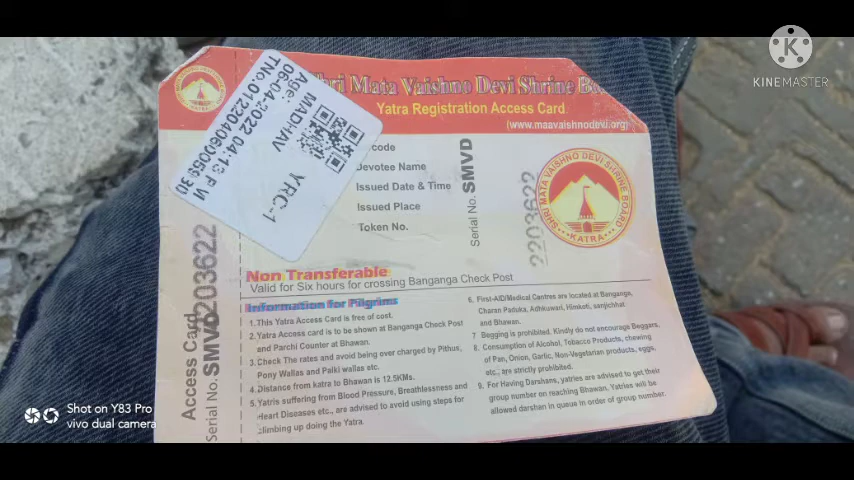 KINEMASTER
Shri Mata Vaishno Devi Shrine
Yatra Registration Access Card
(www.maavaishnodevi.org)
Age:
MADHAV
YRC-1
06-04-2022 04:13
code
Devotee Name
Issued Date & Time
Issued Place
Token No.
Serial No. SMVD
2203622
SHRI MATA VAISHNO DEVI SHRINE BOARD
KATRA
Access Card
Serial No. SMVD
2203622
Non Transferable
Valid for Six hours for crossing Banganga Check Post
Information for Pilgrims
1. This Yatra Access Card is free of cost.
2. Yatra Access card is to be shown at Banganga Check Post
and Parchi Counter at Bhawan.
3. Check The rates and avoid being over charged by Pithus,
Pony Wallas and Palki wallas etc.
4. Distance from katra to Bhawan is 12.5KMs.
5. Yatris suffering from Blood Pressure, Breathlessness and
Heart Diseases etc., are advised to avoid using steps for
climbing up doing the Yatra.
6. First-AID/Medical Centres are located at Banganga,
Charan Paduka, Adhkuwari, Himkoti, sanjichhat
and Bhawan.
7 Begging is prohibited. Kindly do not encourage Beggars.
8. Consumption of Alcohol, Tobacco Products, chewing
of Pan, Onion, Garlic, Non-Vegetarian products, eggs,
etc., are strictly prohibited.
9. For Having Darshans, yatries are advised to get their
group number on reaching Bhawan. Yatries will be
allowed darshan in queue in order of group number.
Shot on Y83 Pro
vivo dual camera